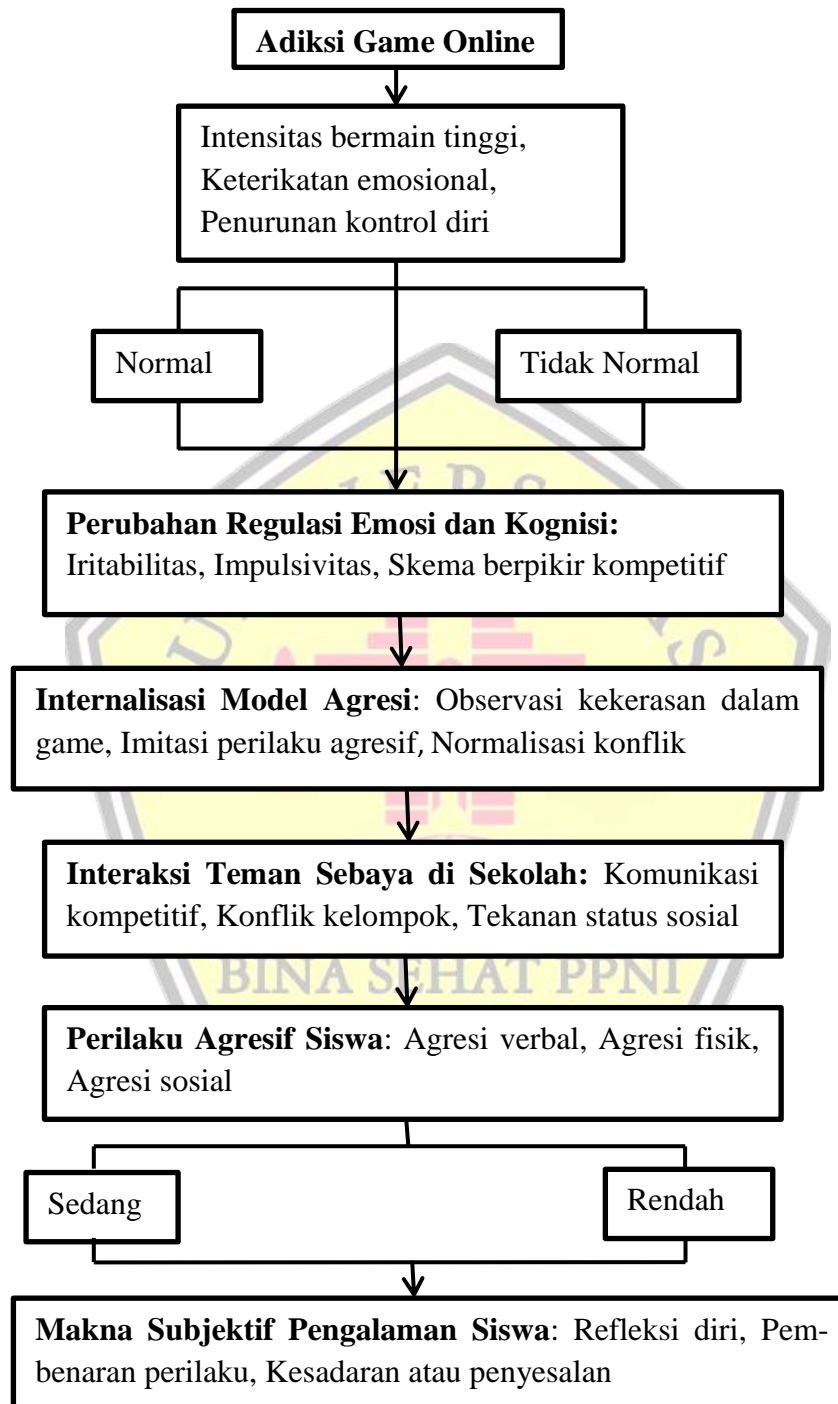 Adiksi Game Online
Intensitas bermain tinggi,
Keterikatan emosional,
Penurunan kontrol diri
Normal
Tidak Normal
Perubahan Regulasi Emosi dan Kognisi:
Iritabilitas, Impulsivitas, Skema berpikir kompetitif
Internalisasi Model Agresi: Observasi kekerasan dalam
game, Imitasi perilaku agresif, Normalisasi konflik
Interaksi Teman Sebaya di Sekolah: Komunikasi
kompetitif, Konflik kelompok, Tekanan status sosial
BINA SEHAT PPNI
Perilaku Agresif Siswa: Agresi verbal, Agresi fisik,
Agresi sosial
Sedang
Rendah
Makna Subjektif Pengalaman Siswa: Refleksi diri, Pem-
benaran perilaku, Kesadaran atau penyesalan